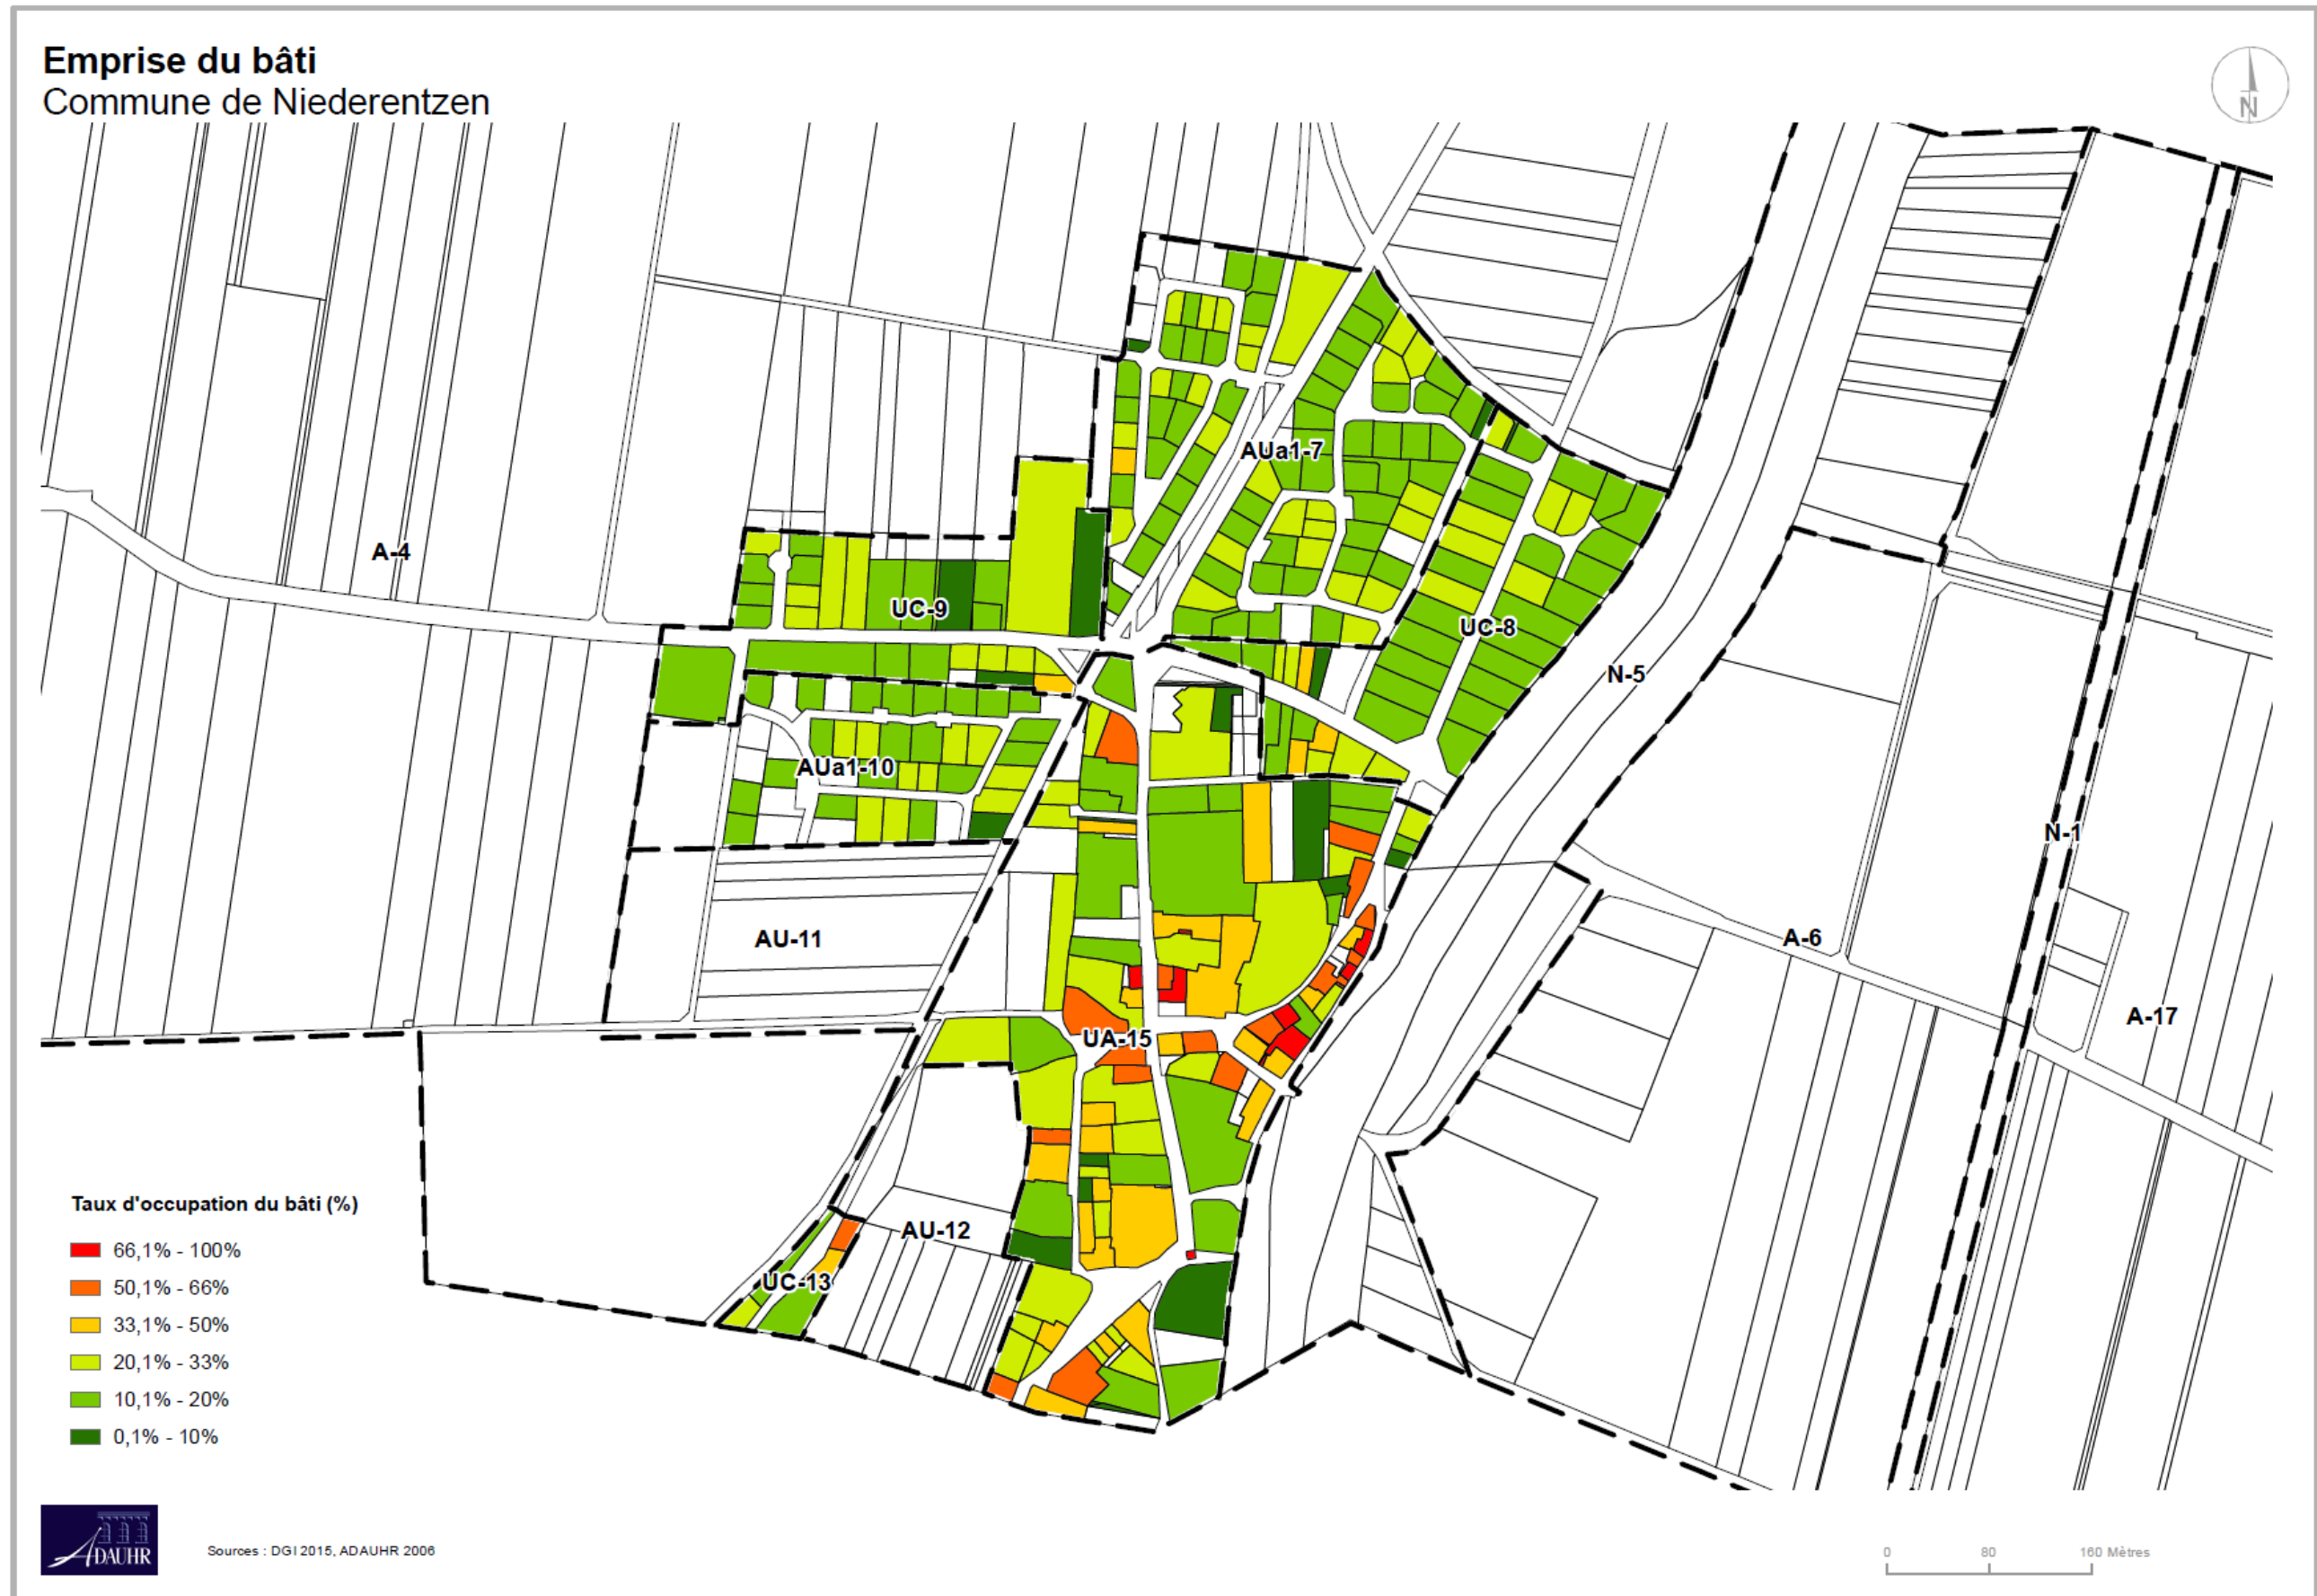 Emprise du bâti
Commune de Niederentzen
N
AUa1-7
A-4
UC-9
UC-8
N-5
AUa1-10
N-1
AU-11
A-6
A-17
UA-15
AU-12
UC-13
Taux d'occupation du bâti (%)
66,1% - 100%
50,1% - 66%
33,1% - 50%
20,1% - 33%
10,1% - 20%
0,1% - 10%
ADAUHR
Sources : DGI 2015, ADAUHR 2006
0 80 160 Mètres